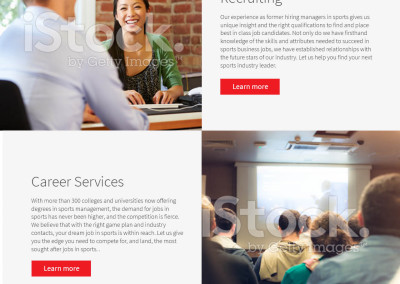 Recruiting
Our experience as former hiring managers in sports gives us
unique insight and the right qualifications to find and place
best in class job candidates. Not only do we have firsthand
knowledge of the skills and attributes needed to succeed in
sports business jobs, we have established relationships with
the future stars of our industry. Let us help you find your next
sports industry leader.
Learn more
iStock
by Getty Images
Career Services
With more than 300 colleges and universities now offering
degrees in sports management, the demand for jobs in
sports has never been higher, and the competition is fierce.
We believe that with the right game plan and industry
contacts, your dream job in sports is within reach. Let us give
you the edge you need to compete for, and land, the most
sought after jobs in sports. .
Learn more
iStock
by Getty Images